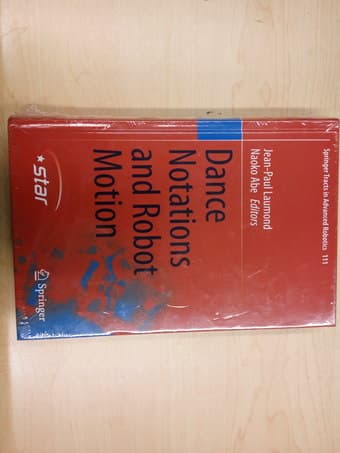 Springer Tracts in Advanced Robotics 111
Jean-Paul Laumond
Naoko Abe Editors
Dance
Notations
and Robot
Motion
star
Springer